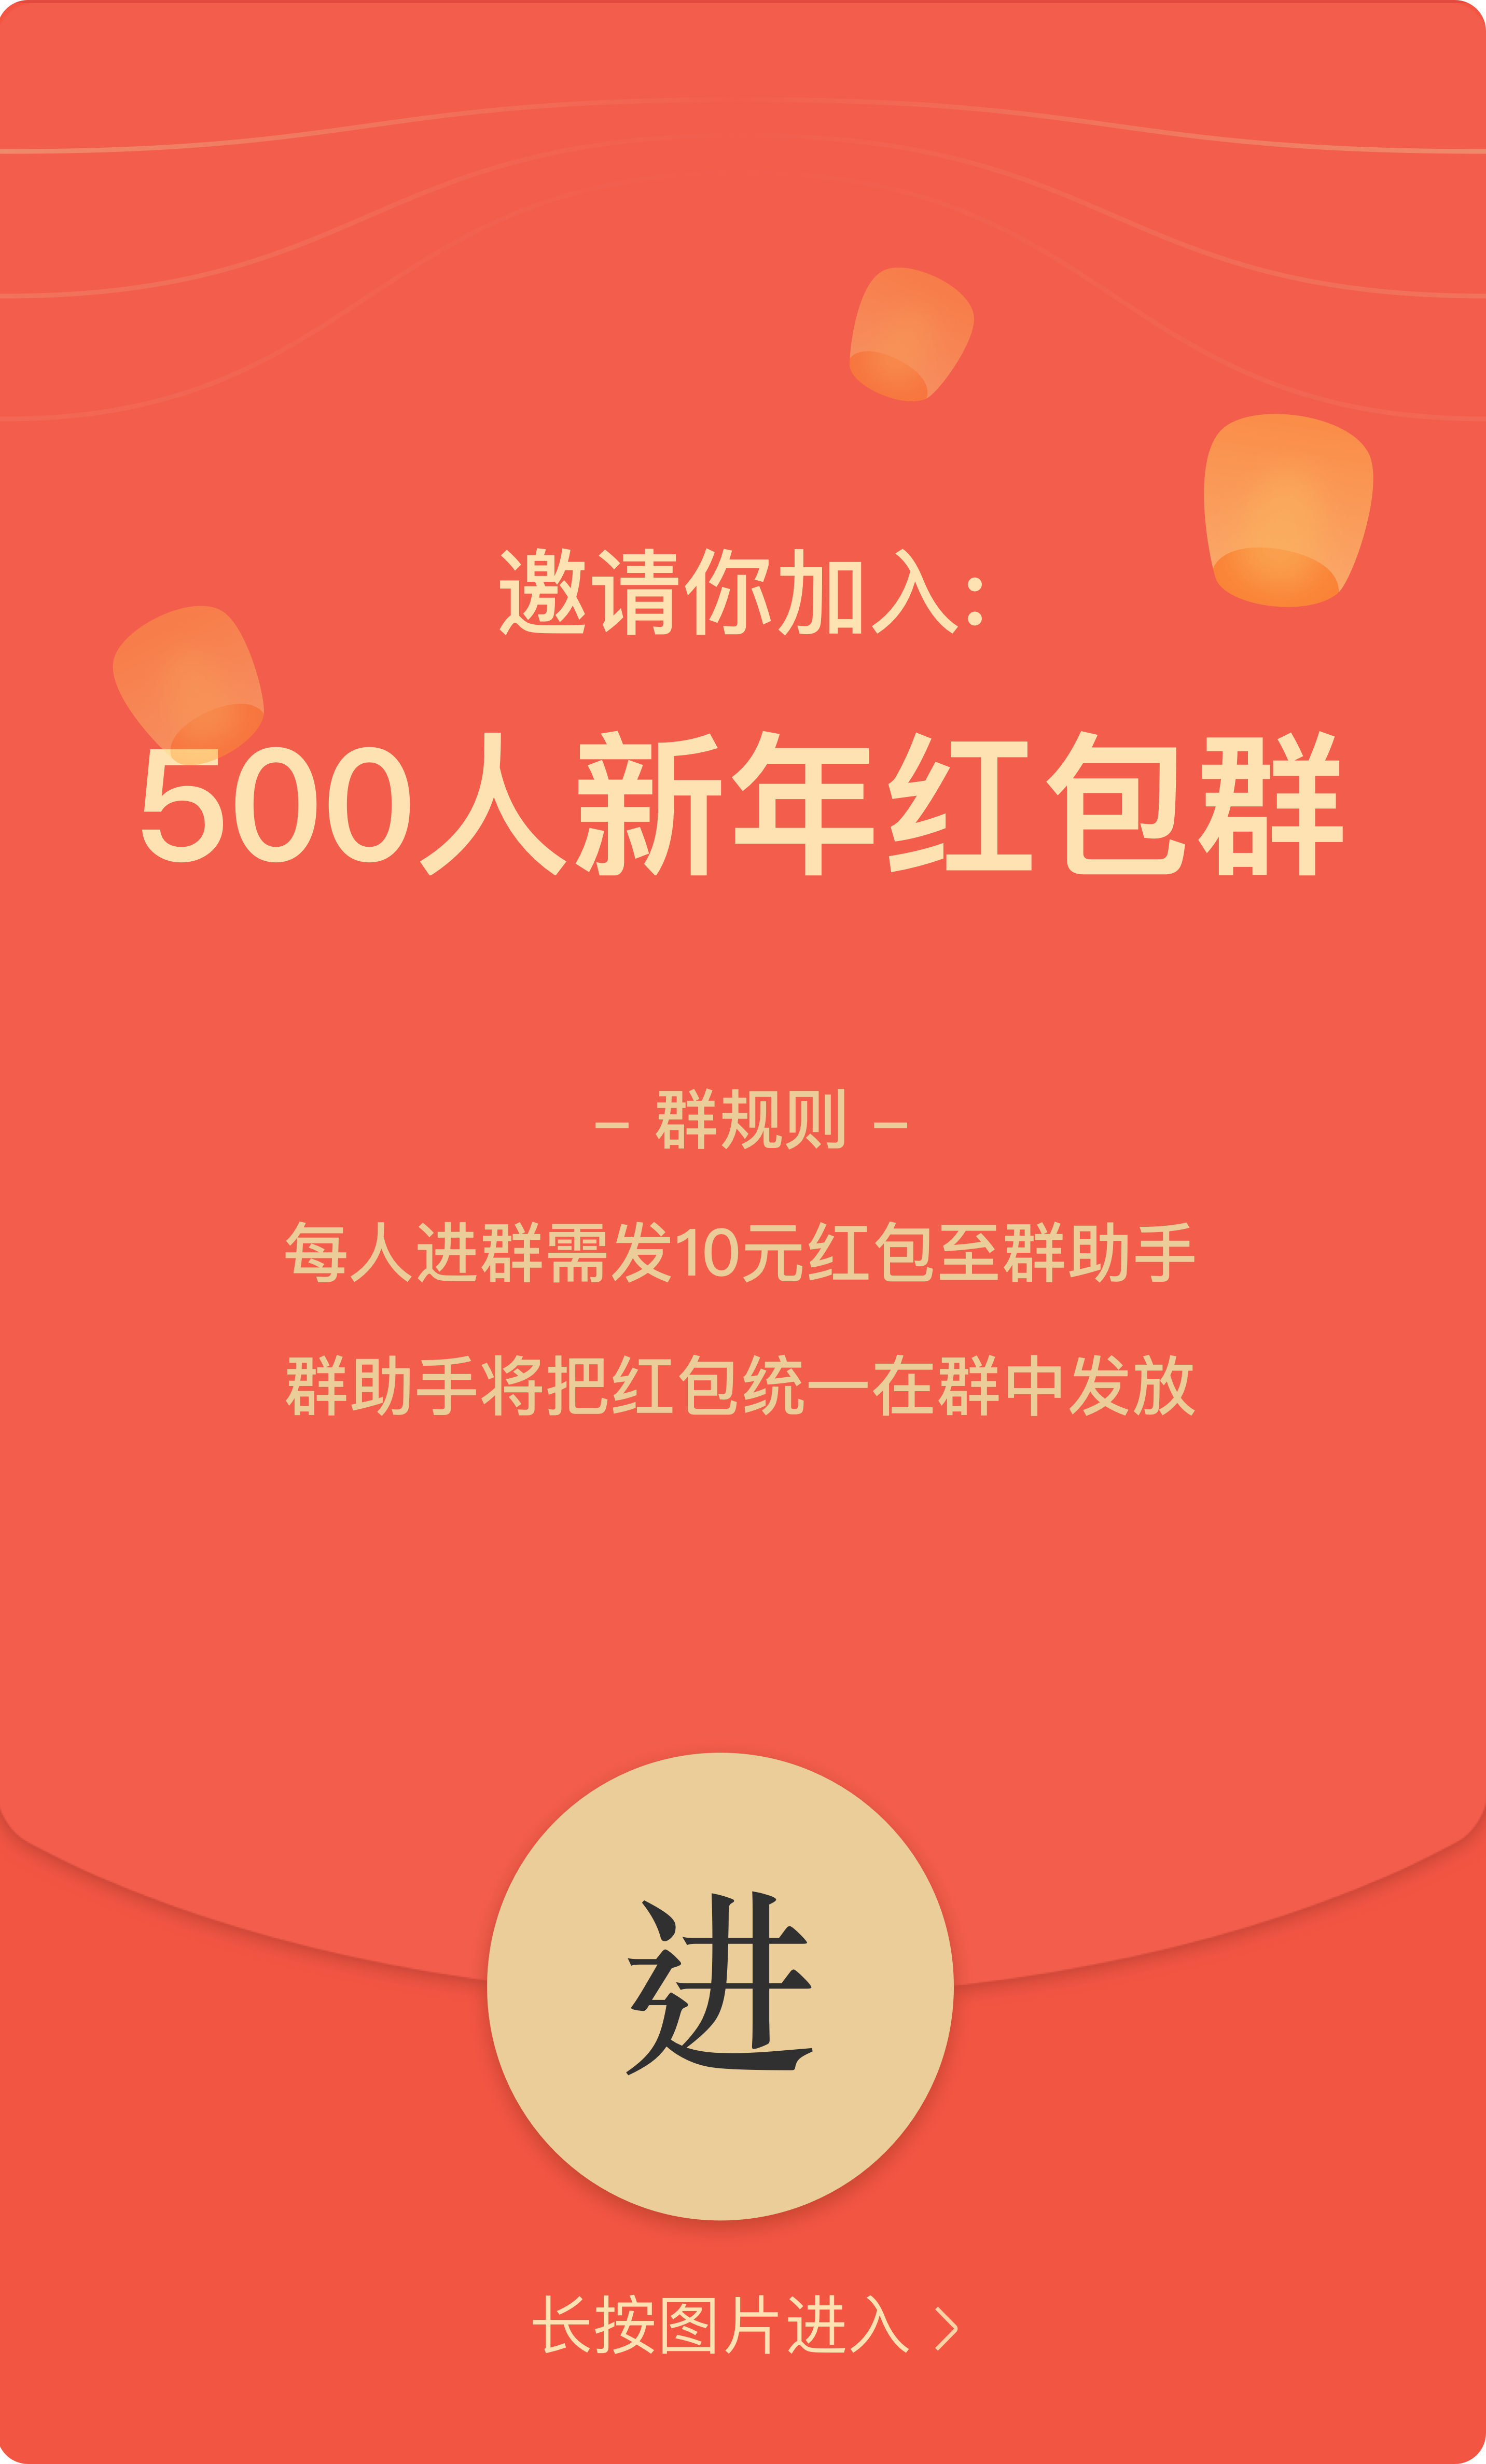 邀请你加入:
500人新年红包群
– 群规则 –
每人进群需发10元红包至群助手
群助手将把红包统一在群中发放
进
长按图片进入 >